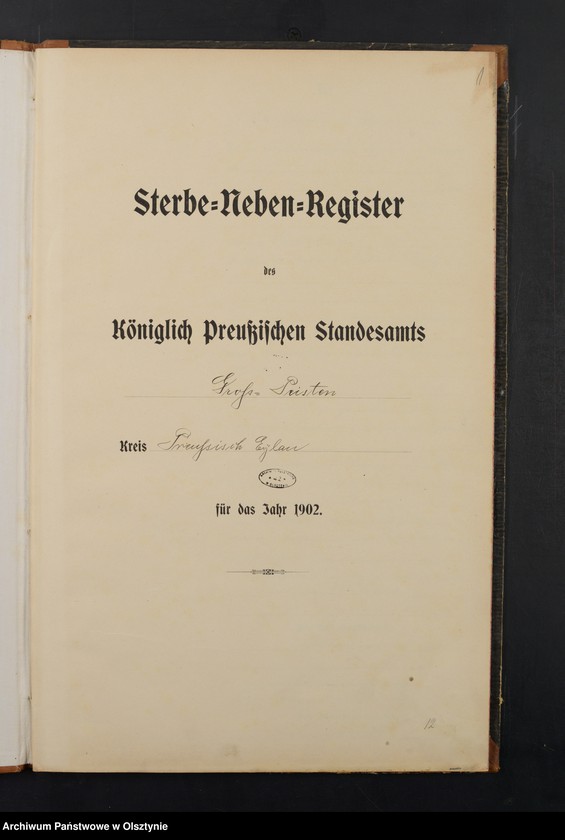 1
Sterbe=Neben=Register
des
Königlich Preußischen Standesamts
Groß-Peisten
Kreis Preußisch Eylau
für das Jahr 1902.
12
Archiwum Państwowe w Olsztynie